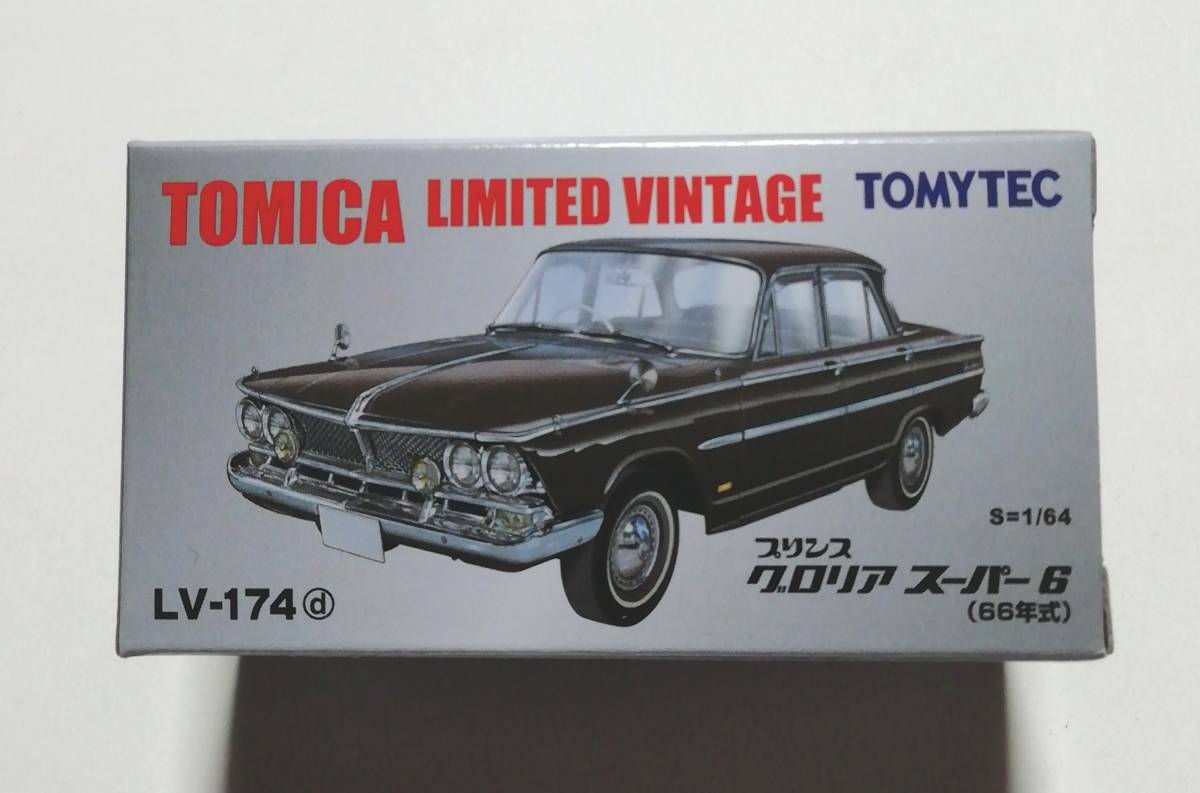 TOMICA LIMITED VINTAGE TOMYTEC
S=1/64
プリンス
グロリア スーパー6
(66年式)
LV-174ⓓ